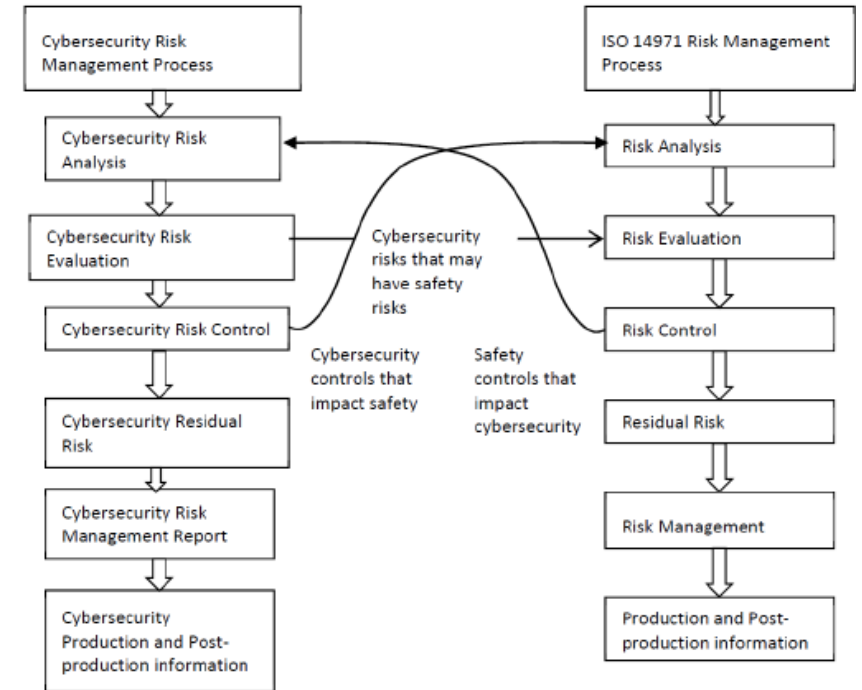 Cybersecurity Risk
Management Process
Cybersecurity Risk
Analysis
Cybersecurity Risk
Evaluation
Cybersecurity Risk Control
Cybersecurity Residual
Risk
Cybersecurity Risk
Management Report
Cybersecurity
Production and Post-
production information
Cybersecurity
risks that may
have safety
risks
Cybersecurity
controls that
impact safety
Safety
controls that
impact
cybersecurity
ISO 14971 Risk Management
Process
Risk Analysis
Risk Evaluation
Risk Control
Residual Risk
Risk Management
Production and Post-
production information